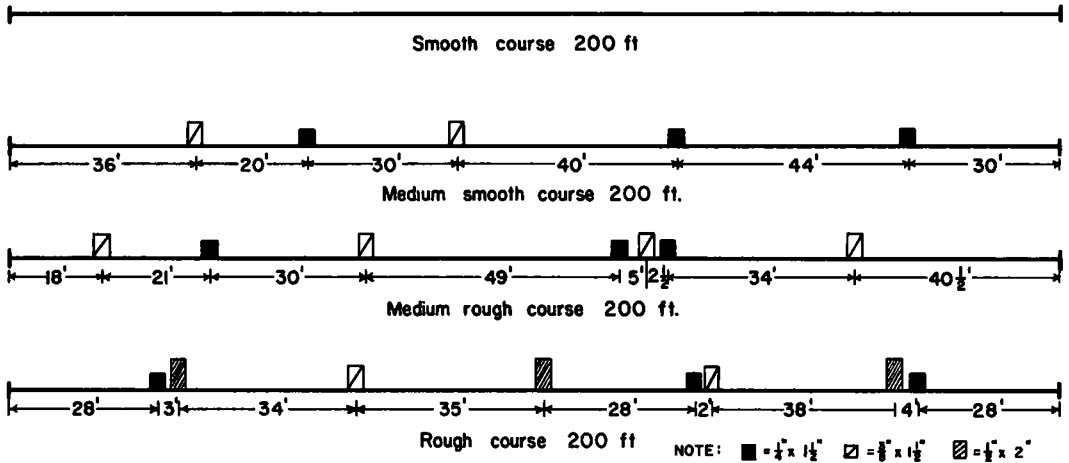 Smooth course 200 ft
36' 20' 30' 40' 44' 30'
Medium smooth course 200 ft.
18' 21' 30' 49' 5' 2½ 34' 40½'
Medium rough course 200 ft.
28' 3' 34' 35' 28' 2' 38' 4' 28'
Rough course 200 ft
NOTE: = ¼" x 1½" = ⅜" x 1½" = ½" x 2"